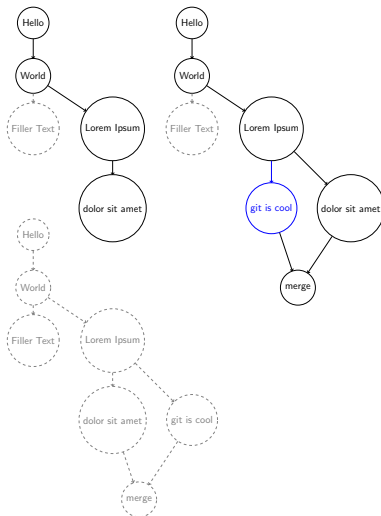 Hello
World
Filler Text
Lorem Ipsum
dolor sit amet
Hello
World
Filler Text
Lorem Ipsum
git is cool
dolor sit amet
merge
Hello
World
Filler Text
Lorem Ipsum
dolor sit amet
git is cool
merge